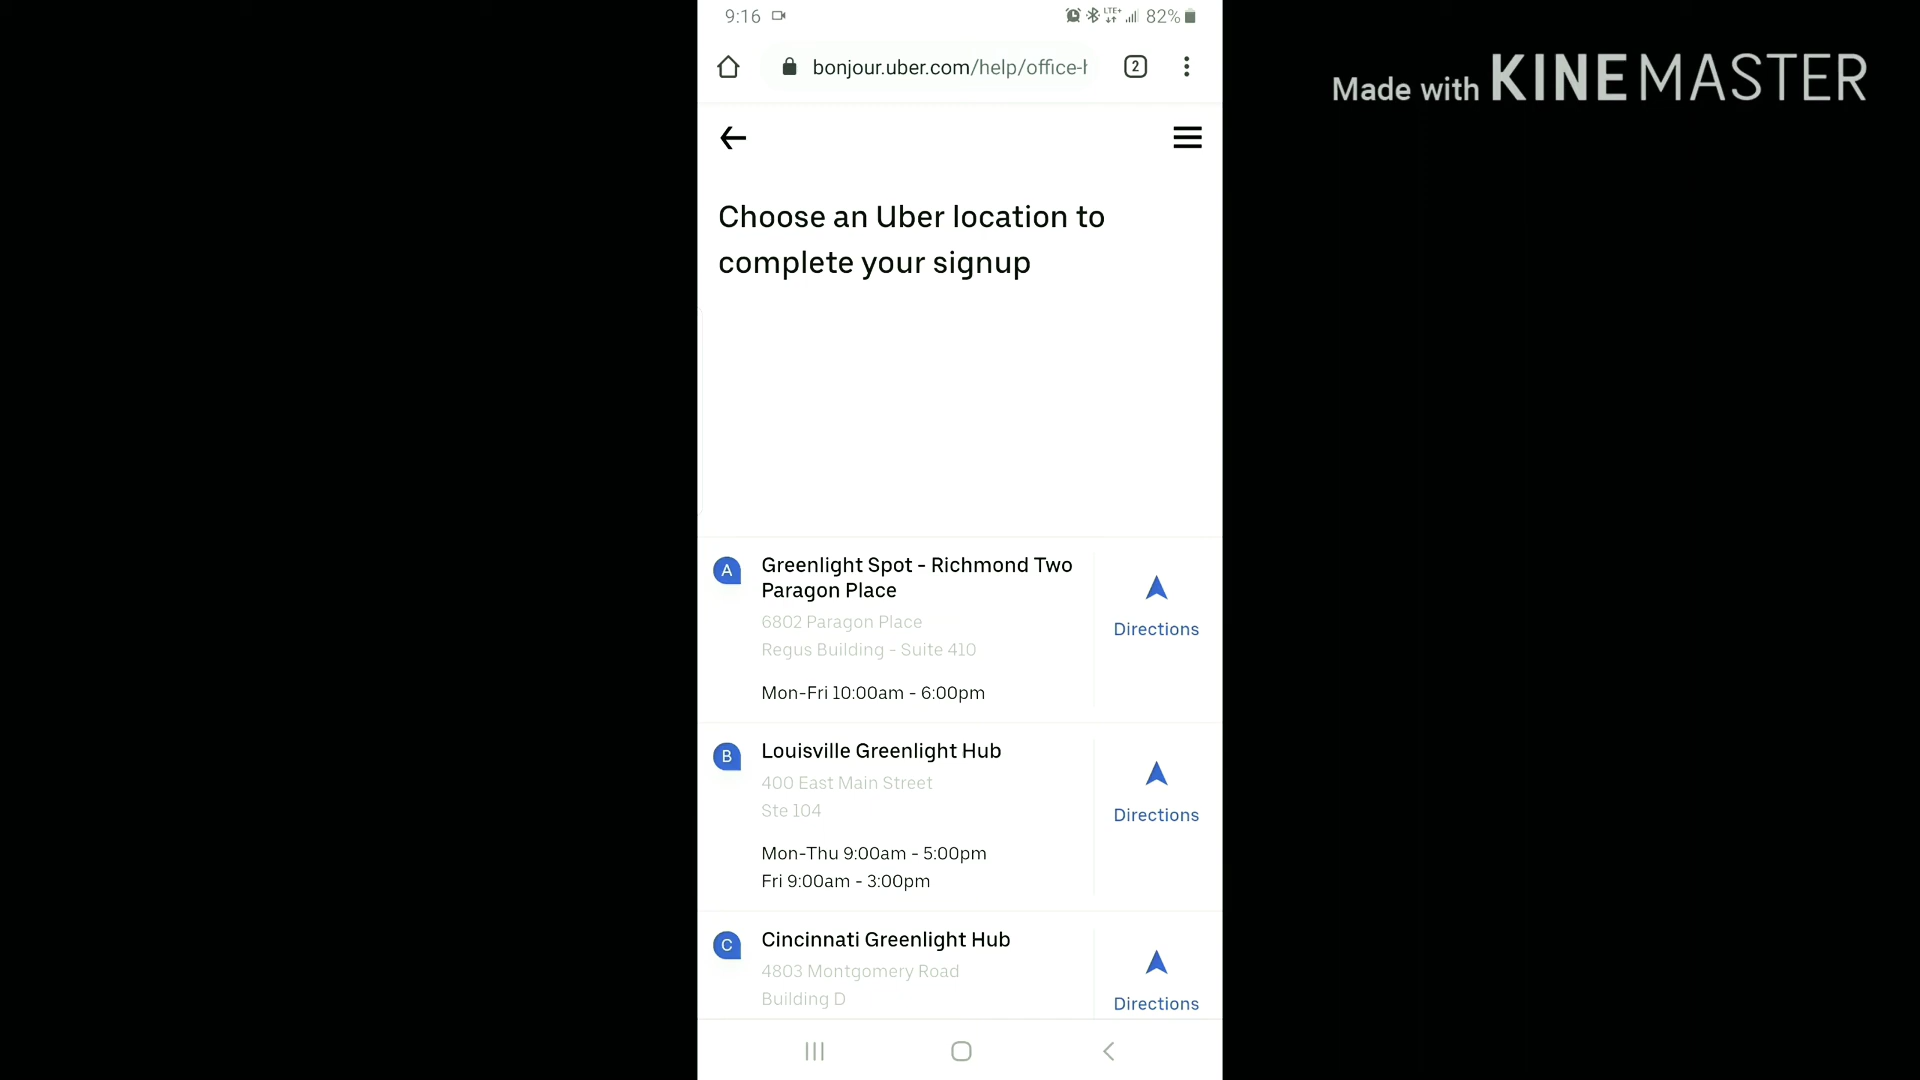 9:16
LTE+
82%
Made with KINEMASTER
bonjour.uber.com/help/office-h
2
Choose an Uber location to
complete your signup
A
Greenlight Spot - Richmond Two
Paragon Place
6802 Paragon Place
Regus Building - Suite 410
Mon-Fri 10:00am - 6:00pm
Directions
B
Louisville Greenlight Hub
400 East Main Street
Ste 104
Mon-Thu 9:00am - 5:00pm
Fri 9:00am - 3:00pm
Directions
C
Cincinnati Greenlight Hub
4803 Montgomery Road
Building D
Directions